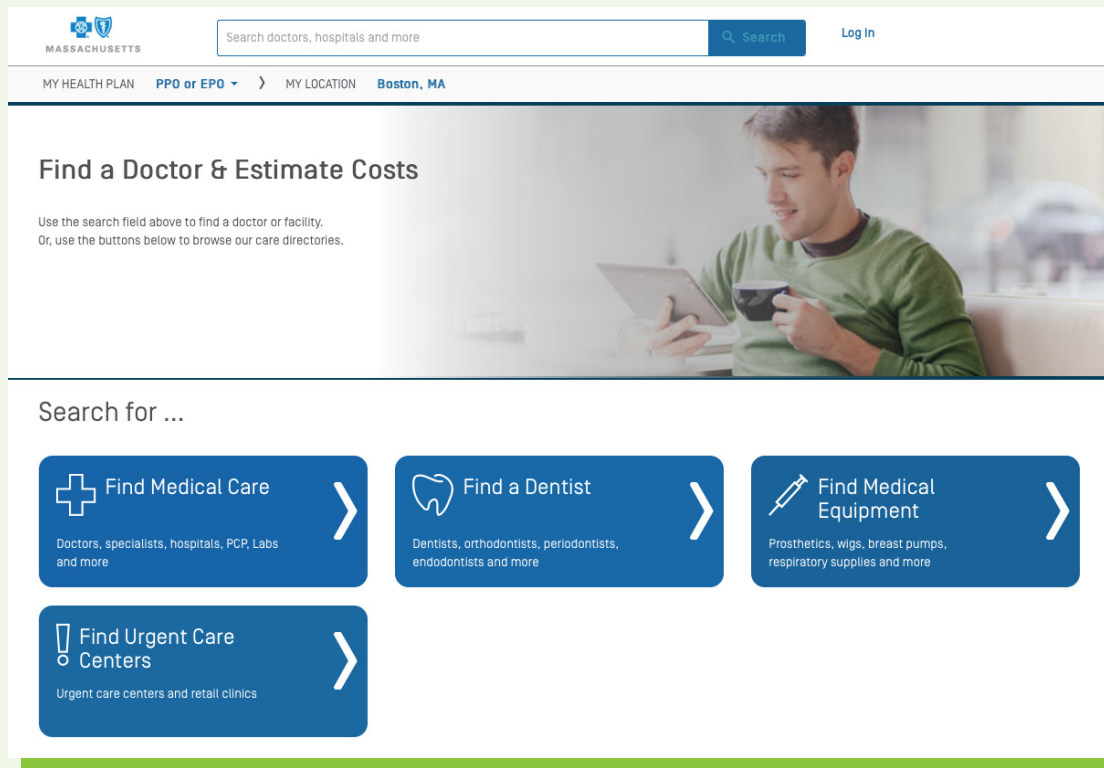 MASSACHUSETTS
Search doctors, hospitals and more
Search
Log In
MY HEALTH PLAN PPO or EPO MY LOCATION Boston, MA
Find a Doctor & Estimate Costs
Use the search field above to find a doctor or facility.
Or, use the buttons below to browse our care directories.
Search for ...
Find Medical Care
Doctors, specialists, hospitals, PCP, Labs
and more
Find a Dentist
Dentists, orthodontists, periodontists,
endodontists and more
Find Medical
Equipment
Prosthetics, wigs, breast pumps,
respiratory supplies and more
Find Urgent Care
Centers
Urgent care centers and retail clinics